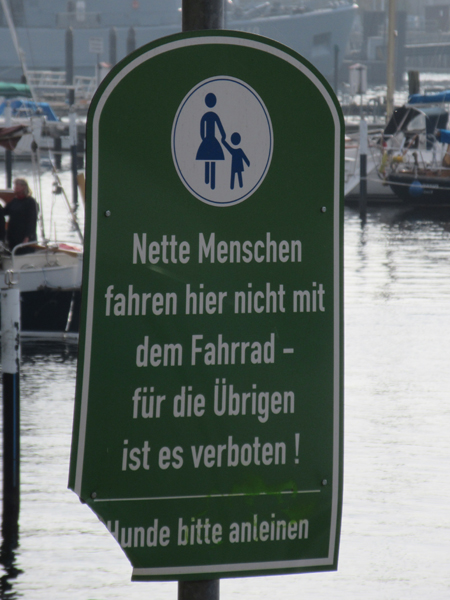 Nette Menschen
fahren hier nicht mit
dem Fahrrad -
für die Übrigen
ist es verboten !
Hunde bitte anleinen